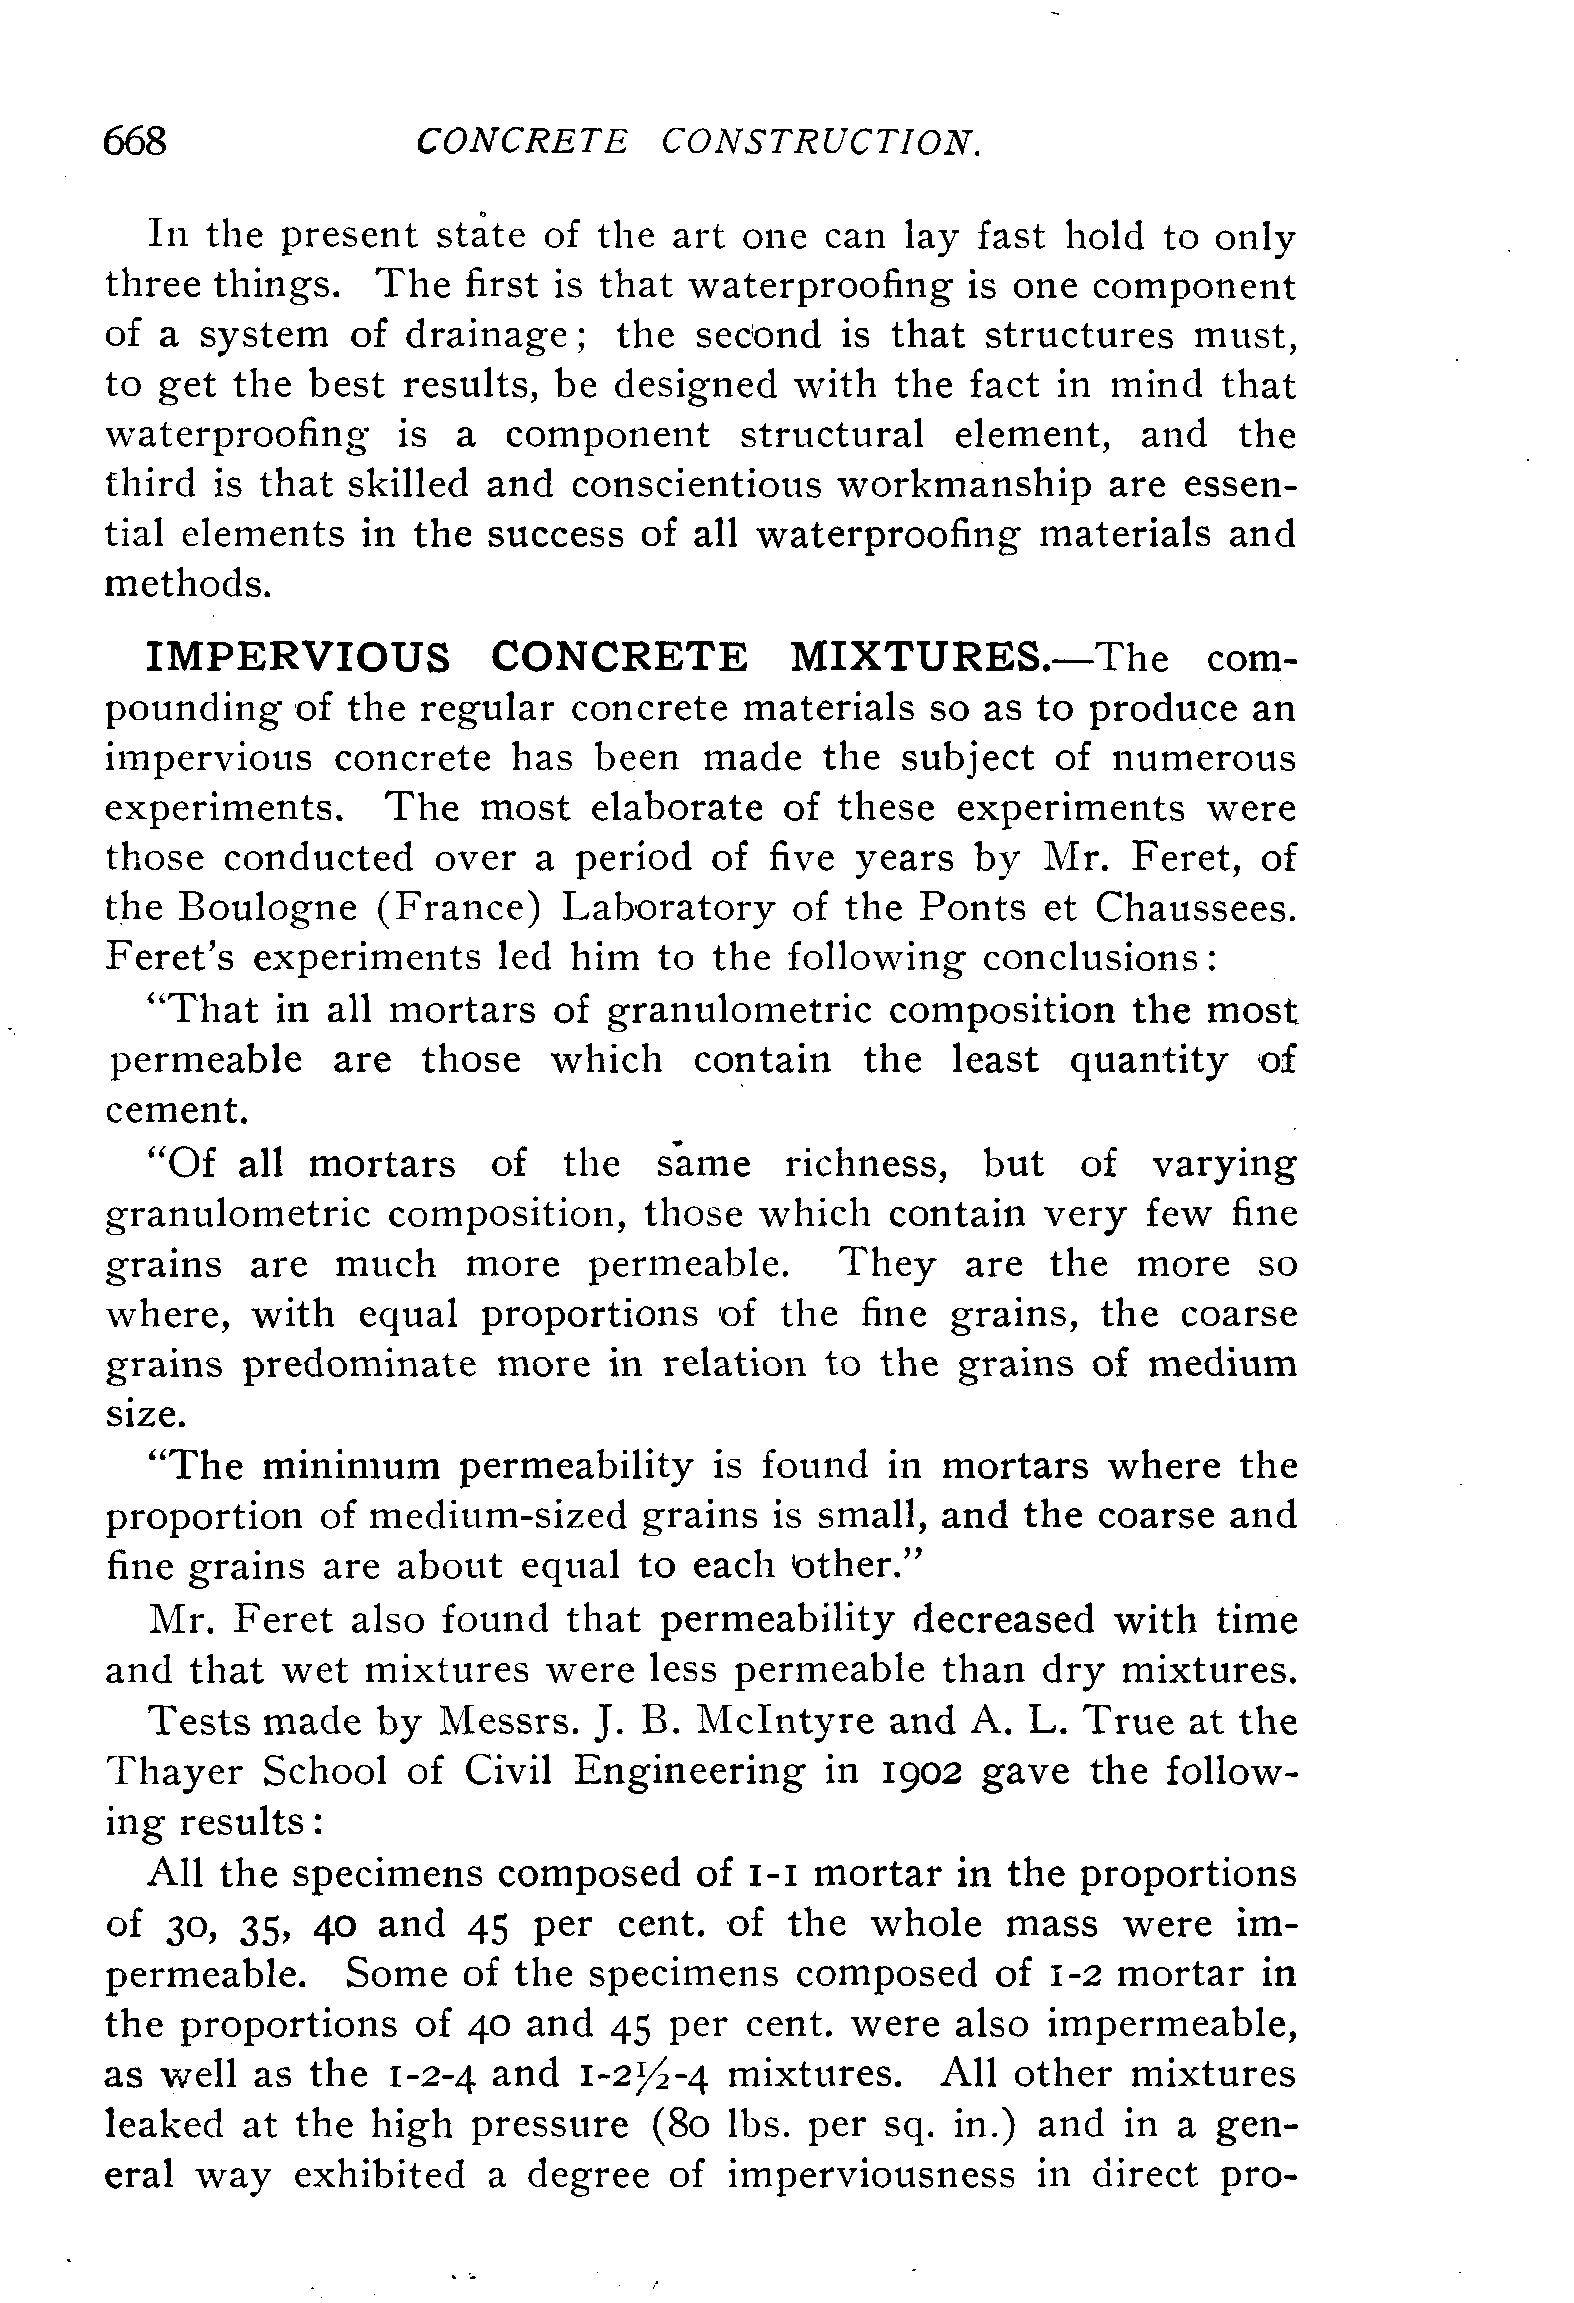 668 CONCRETE CONSTRUCTION.
In the present state of the art one can lay fast hold to only
three things. The first is that waterproofing is one component
of a system of drainage; the second is that structures must,
to get the best results, be designed with the fact in mind that
waterproofing is a component structural element, and the
third is that skilled and conscientious workmanship are essen-
tial elements in the success of all waterproofing materials and
methods.
IMPERVIOUS CONCRETE MIXTURES.—The com-
pounding of the regular concrete materials so as to produce an
impervious concrete has been made the subject of numerous
experiments. The most elaborate of these experiments were
those conducted over a period of five years by Mr. Feret, of
the Boulogne (France) Laboratory of the Ponts et Chaussees.
Feret's experiments led him to the following conclusions:
"That in all mortars of granulometric composition the most
permeable are those which contain the least quantity of
cement.
"Of all mortars of the same richness, but of varying
granulometric composition, those which contain very few fine
grains are much more permeable. They are the more so
where, with equal proportions of the fine grains, the coarse
grains predominate more in relation to the grains of medium
size.
"The minimum permeability is found in mortars where the
proportion of medium-sized grains is small, and the coarse and
fine grains are about equal to each other."
Mr. Feret also found that permeability decreased with time
and that wet mixtures were less permeable than dry mixtures.
Tests made by Messrs. J. B. McIntyre and A. L. True at the
Thayer School of Civil Engineering in 1902 gave the follow-
ing results:
All the specimens composed of 1-1 mortar in the proportions
of 30, 35, 40 and 45 per cent. of the whole mass were im-
permeable. Some of the specimens composed of 1-2 mortar in
the proportions of 40 and 45 per cent. were also impermeable,
as well as the 1-2-4 and 1-2½-4 mixtures. All other mixtures
leaked at the high pressure (80 lbs. per sq. in.) and in a gen-
eral way exhibited a degree of imperviousness in direct pro-